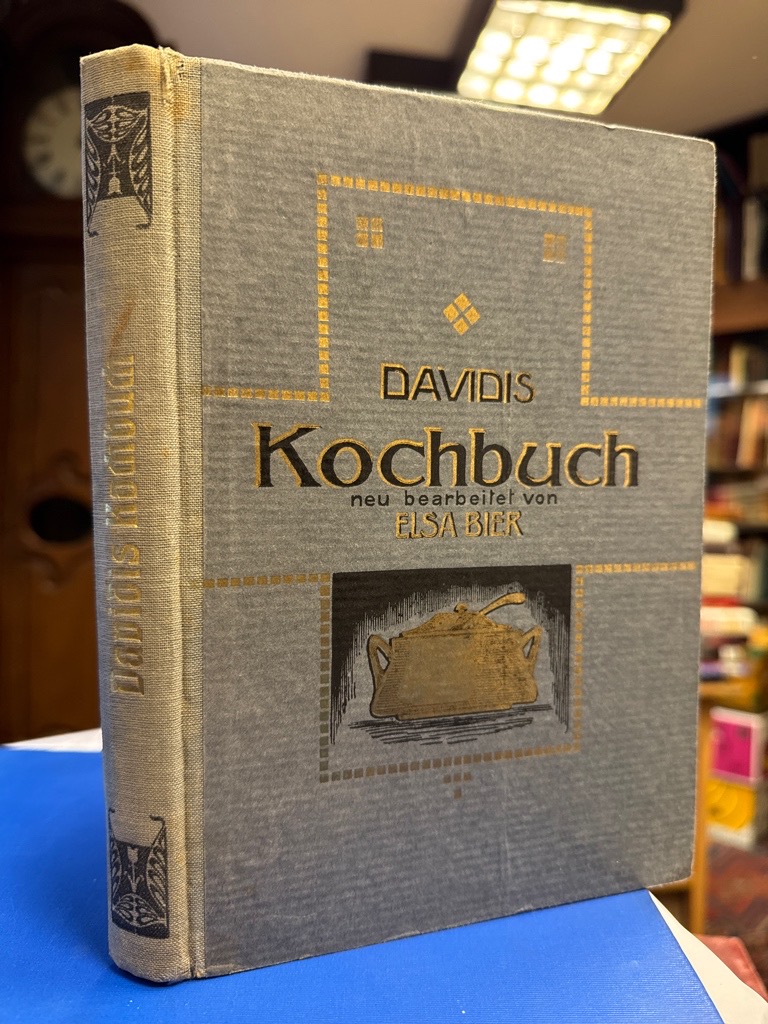 DAVIDIS
Kochbuch
neu bearbeitet von
ELSA BIER
Davidis Kochbuch